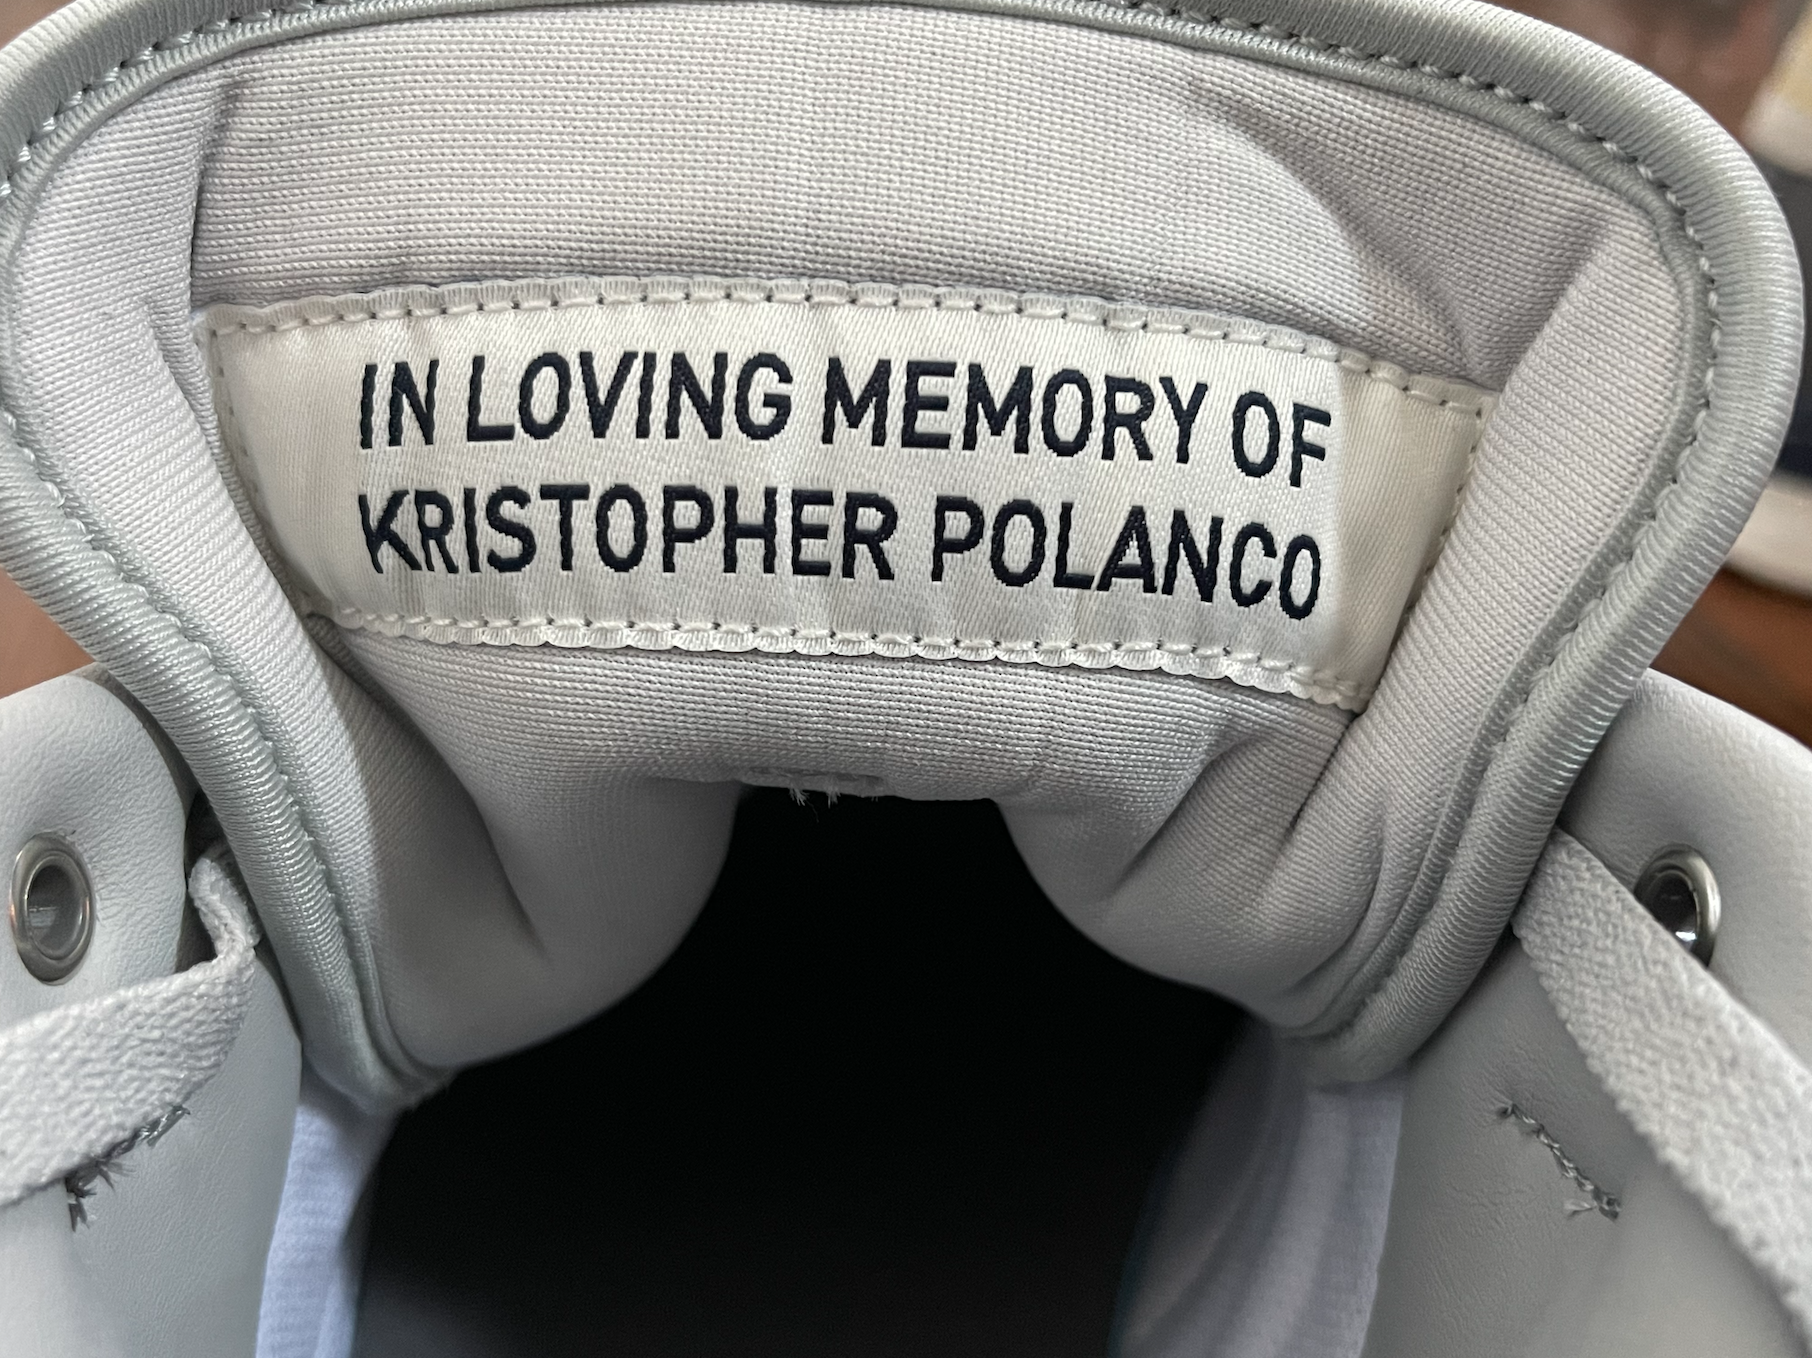 IN LOVING MEMORY OF
KRISTOPHER POLANCO